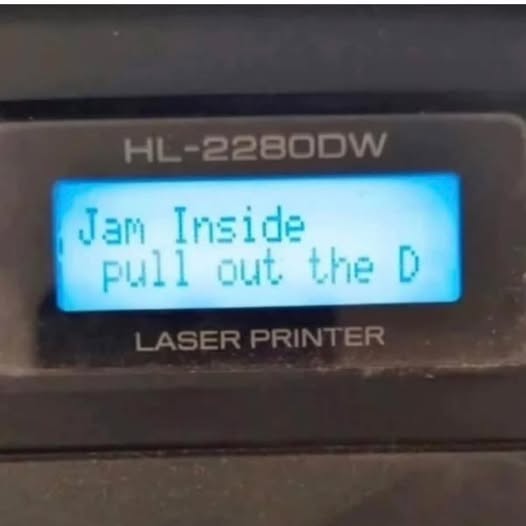 HL-2280DW
Jam Inside
pull out the D
LASER PRINTER